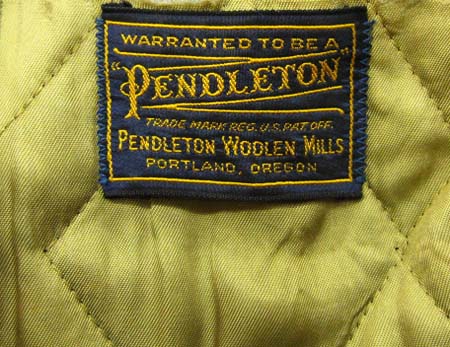 WARRANTED TO BE A
"PENDLETON"
TRADE MARK REG. U.S. PAT. OFF.
PENDLETON WOOLEN MILLS
PORTLAND, OREGON